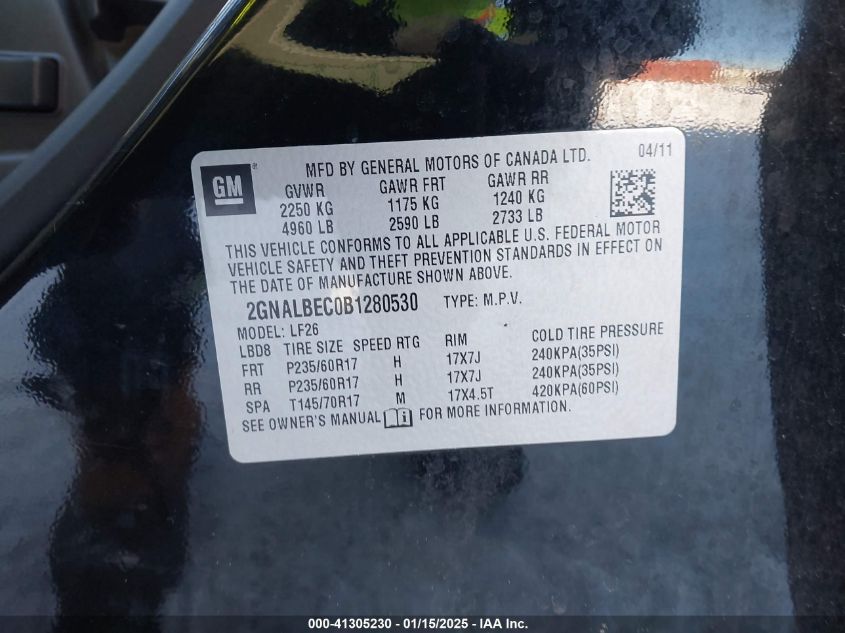 GM ® MFD BY GENERAL MOTORS OF CANADA LTD. 04/11
GVWR GAWR FRT GAWR RR
2250 KG 1175 KG 1240 KG
4960 LB 2590 LB 2733 LB
THIS VEHICLE CONFORMS TO ALL APPLICABLE U.S. FEDERAL MOTOR
VEHICLE SAFETY AND THEFT PREVENTION STANDARDS IN EFFECT ON
THE DATE OF MANUFACTURE SHOWN ABOVE.
2GNALBEC0B1280530 TYPE: M.P.V.
MODEL: LF26
LBD8 TIRE SIZE SPEED RTG RIM COLD TIRE PRESSURE
FRT P235/60R17 H 17X7J 240KPA(35PSI)
RR P235/60R17 H 17X7J 240KPA(35PSI)
SPA T145/70R17 M 17X4.5T 420KPA(60PSI)
SEE OWNER'S MANUAL i FOR MORE INFORMATION.
000-41305230 - 01/15/2025 - IAA Inc.